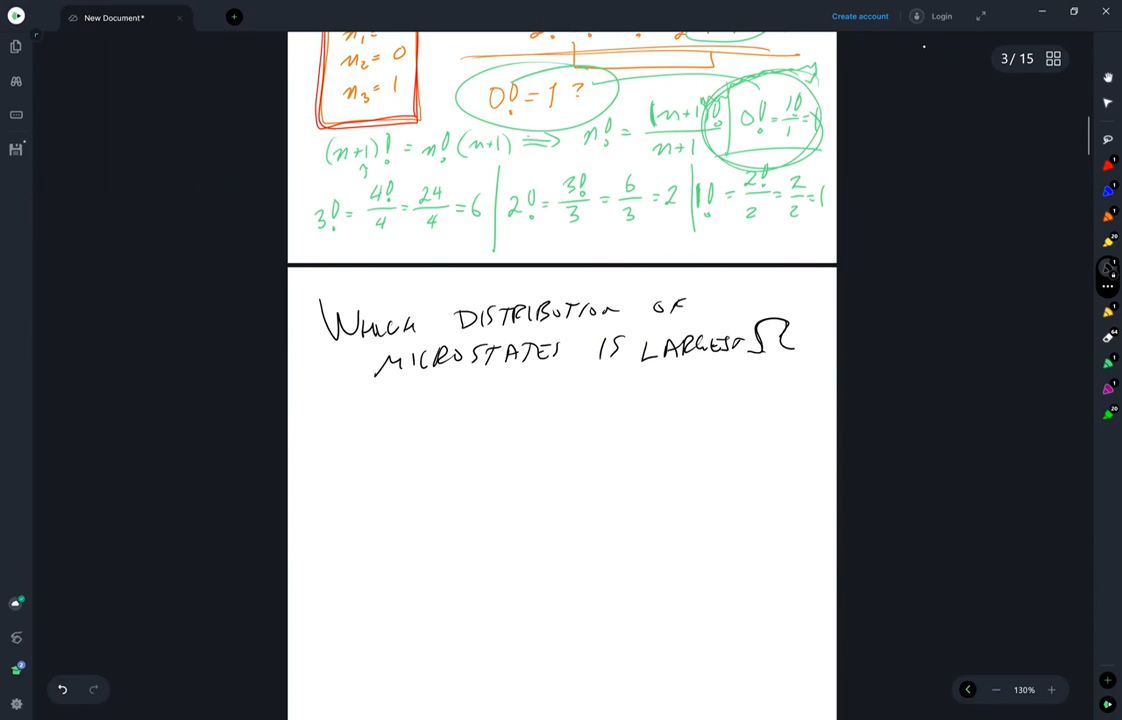 New Document*
Create account
Login
3 / 15
n₂ = 0
n₃ = 1
0! = 1 ?
(n+1)! = n! (n+1) ⟹ n! = (n+1)! / n+1
0! = 1! / 1 = 1
3! = 4!/4 = 24/4 = 6 | 2! = 3!/3 = 6/3 = 2 | 1! = 2!/2 = 2/2 = 1
WHICH DISTRIBUTION OF
MICROSTATES IS LARGEST Ω
130%